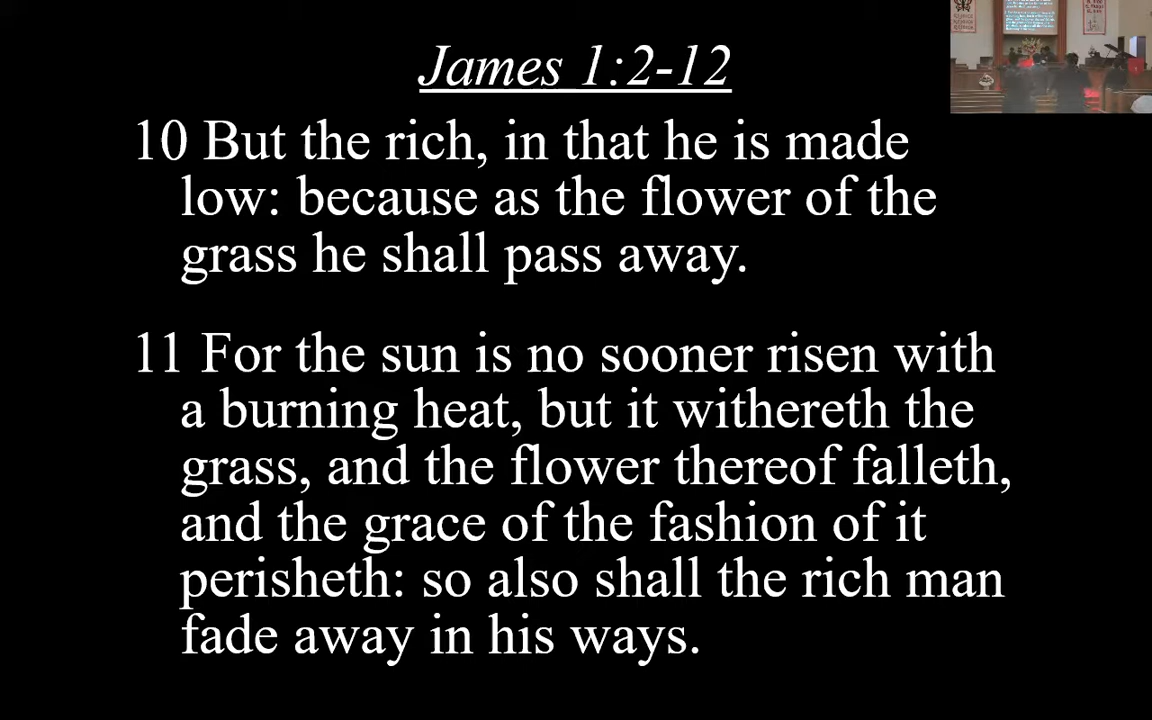 James 1:2-12
10 But the rich, in that he is made
low: because as the flower of the
grass he shall pass away.
11 For the sun is no sooner risen with
a burning heat, but it withereth the
grass, and the flower thereof falleth,
and the grace of the fashion of it
perisheth: so also shall the rich man
fade away in his ways.